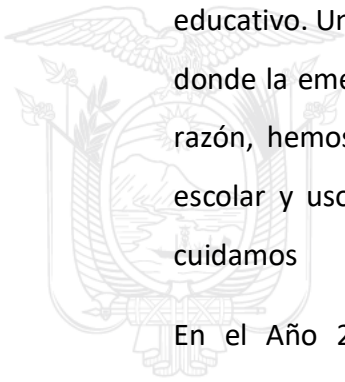 educativo. Un
donde la eme
razón, hemos
escolar y uso
cuidamos
En el Año 2